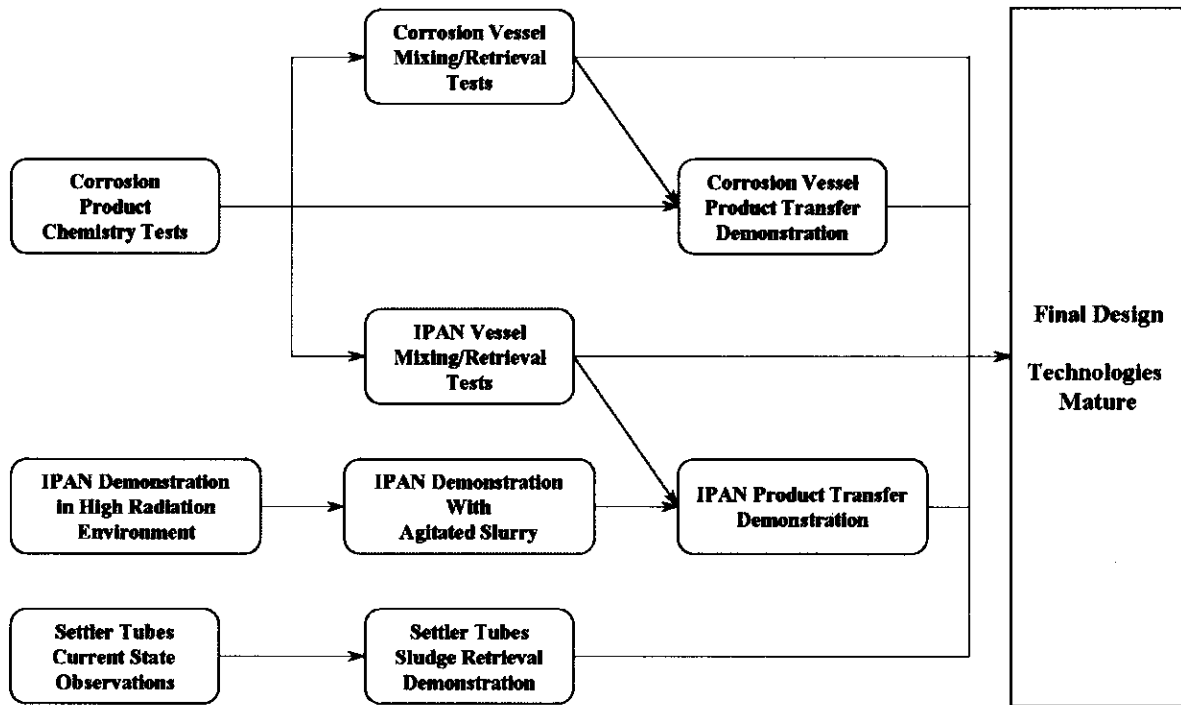 Corrosion Vessel
Mixing/Retrieval
Tests
Corrosion
Product
Chemistry Tests
Corrosion Vessel
Product Transfer
Demonstration
IPAN Vessel
Mixing/Retrieval
Tests
Final Design
Technologies
Mature
IPAN Demonstration
in High Radiation
Environment
IPAN Demonstration
With
Agitated Slurry
IPAN Product Transfer
Demonstration
Settler Tubes
Current State
Observations
Settler Tubes
Sludge Retrieval
Demonstration